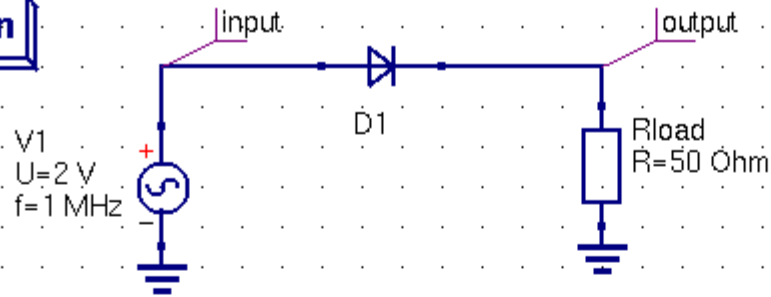 n
input
output
D1
V1
U=2 V
f=1 MHz
+
−
Rload
R=50 Ohm